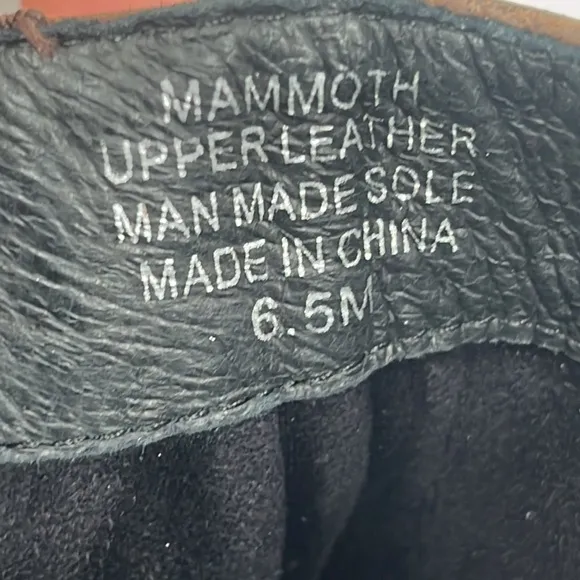 MAMMOTH
UPPER LEATHER
MAN MADE SOLE
MADE IN CHINA
6.5M